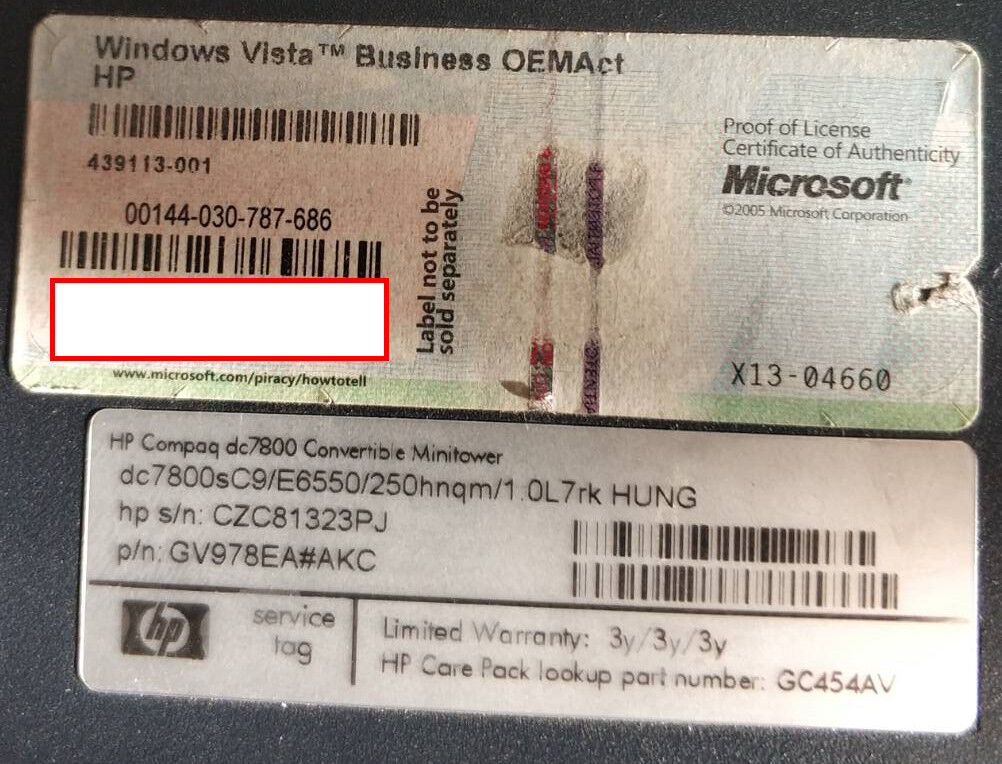 Windows Vista™ Business OEMAct
HP
439113-001
00144-030-787-686
Label not to be
sold separately
www.microsoft.com/piracy/howtotell
Proof of License
Certificate of Authenticity
Microsoft
©2005 Microsoft Corporation
X13-04660
HP Compaq dc7800 Convertible Minitower
dc7800sC9/E6550/250hnqm/1.0L7rk HUNG
hp s/n: CZC81323PJ
p/n: GV978EA#AKC
hp
service
tag
Limited Warranty: 3y/3y/3y
HP Care Pack lookup part number: GC454AV